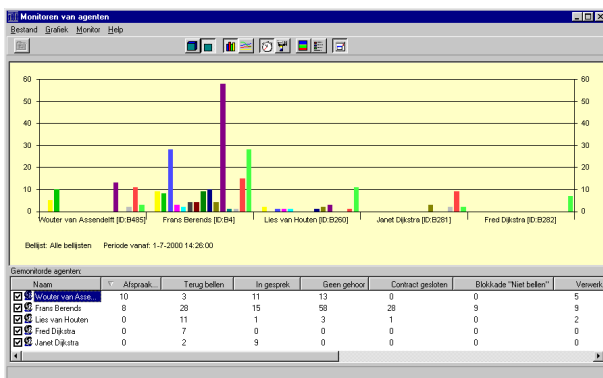 Monitoren van agenten
Bestand Grafiek Monitor Help
60 60
50 50
40 40
30 30
20 20
10 10
0 0
Wouter van Assendelft [ID:B485] Frans Berends [ID:B4] Lies van Houten [ID:B260] Janet Dijkstra [ID:B281] Fred Dijkstra [ID:B282]
Bellijst: Alle bellijsten Periode vanaf: 1-7-2000 14:26:00
Gemonitorde agenten:
Naam Afspraak... Terug bellen In gesprek Geen gehoor Contract gesloten Blokkade "Niet bellen" Verwerk
Wouter van Asse... 10 3 11 13 0 0 5
Frans Berends 8 28 15 58 28 9 9
Lies van Houten 0 11 1 3 1 0 2
Fred Dijkstra 0 7 0 0 0 0 0
Janet Dijkstra 0 2 9 0 0 0 0